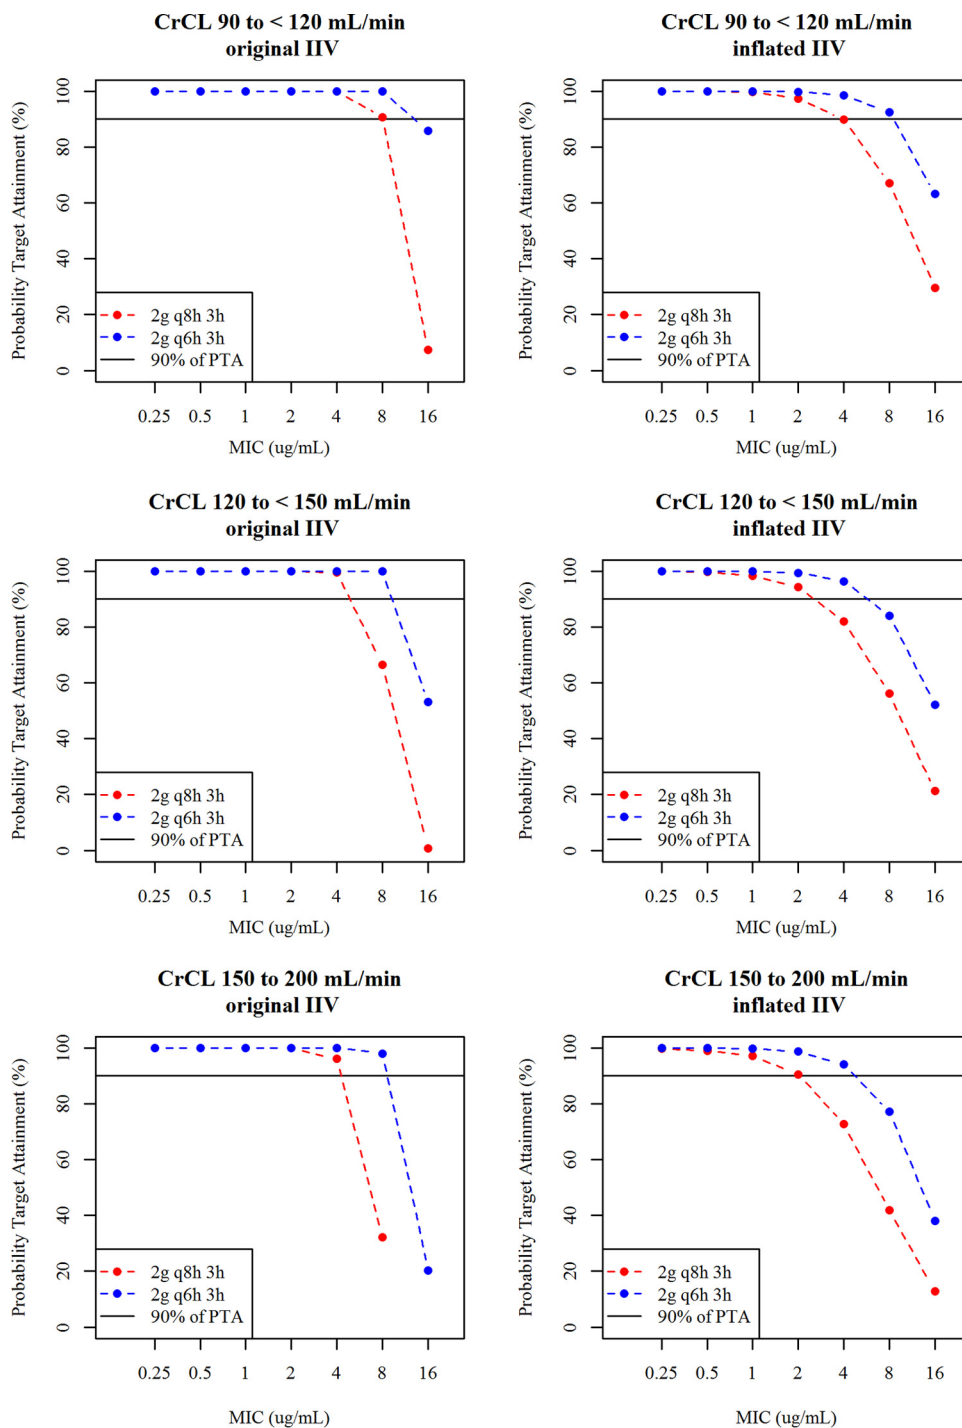 CrCL 90 to < 120 mL/min
original IIV
Probability Target Attainment (%)
100
80
60
40
20
0
2g q8h 3h
2g q6h 3h
90% of PTA
0.25 0.5 1 2 4 8 16
MIC (ug/mL)
CrCL 90 to < 120 mL/min
inflated IIV
Probability Target Attainment (%)
100
80
60
40
20
0
2g q8h 3h
2g q6h 3h
90% of PTA
0.25 0.5 1 2 4 8 16
MIC (ug/mL)
CrCL 120 to < 150 mL/min
original IIV
Probability Target Attainment (%)
100
80
60
40
20
0
2g q8h 3h
2g q6h 3h
90% of PTA
0.25 0.5 1 2 4 8 16
MIC (ug/mL)
CrCL 120 to < 150 mL/min
inflated IIV
Probability Target Attainment (%)
100
80
60
40
20
0
2g q8h 3h
2g q6h 3h
90% of PTA
0.25 0.5 1 2 4 8 16
MIC (ug/mL)
CrCL 150 to 200 mL/min
original IIV
Probability Target Attainment (%)
100
80
60
40
20
0
2g q8h 3h
2g q6h 3h
90% of PTA
0.25 0.5 1 2 4 8 16
MIC (ug/mL)
CrCL 150 to 200 mL/min
inflated IIV
Probability Target Attainment (%)
100
80
60
40
20
0
2g q8h 3h
2g q6h 3h
90% of PTA
0.25 0.5 1 2 4 8 16
MIC (ug/mL)